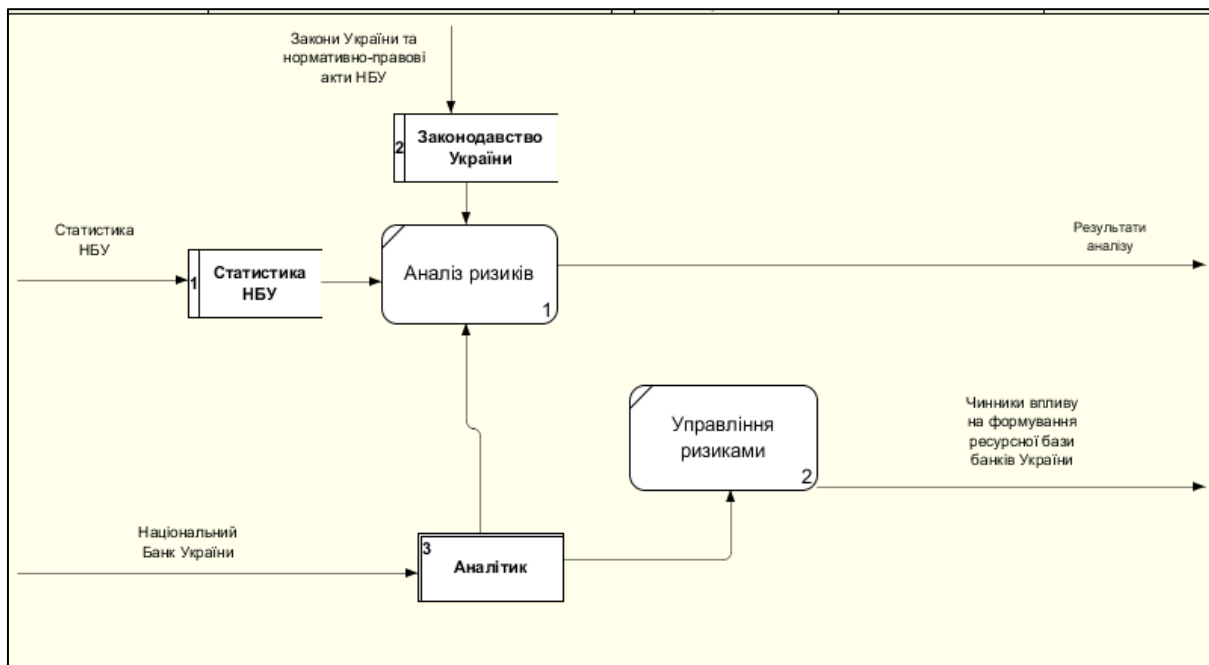 Закони України та
нормативно-правові
акти НБУ
2
Законодавство
України
Статистика
НБУ
1
Статистика
НБУ
Аналіз ризиків
1
Результати
аналізу
Управління
ризиками
2
Чинники впливу
на формування
ресурсної бази
банків України
Національний
Банк України
3
Аналітик